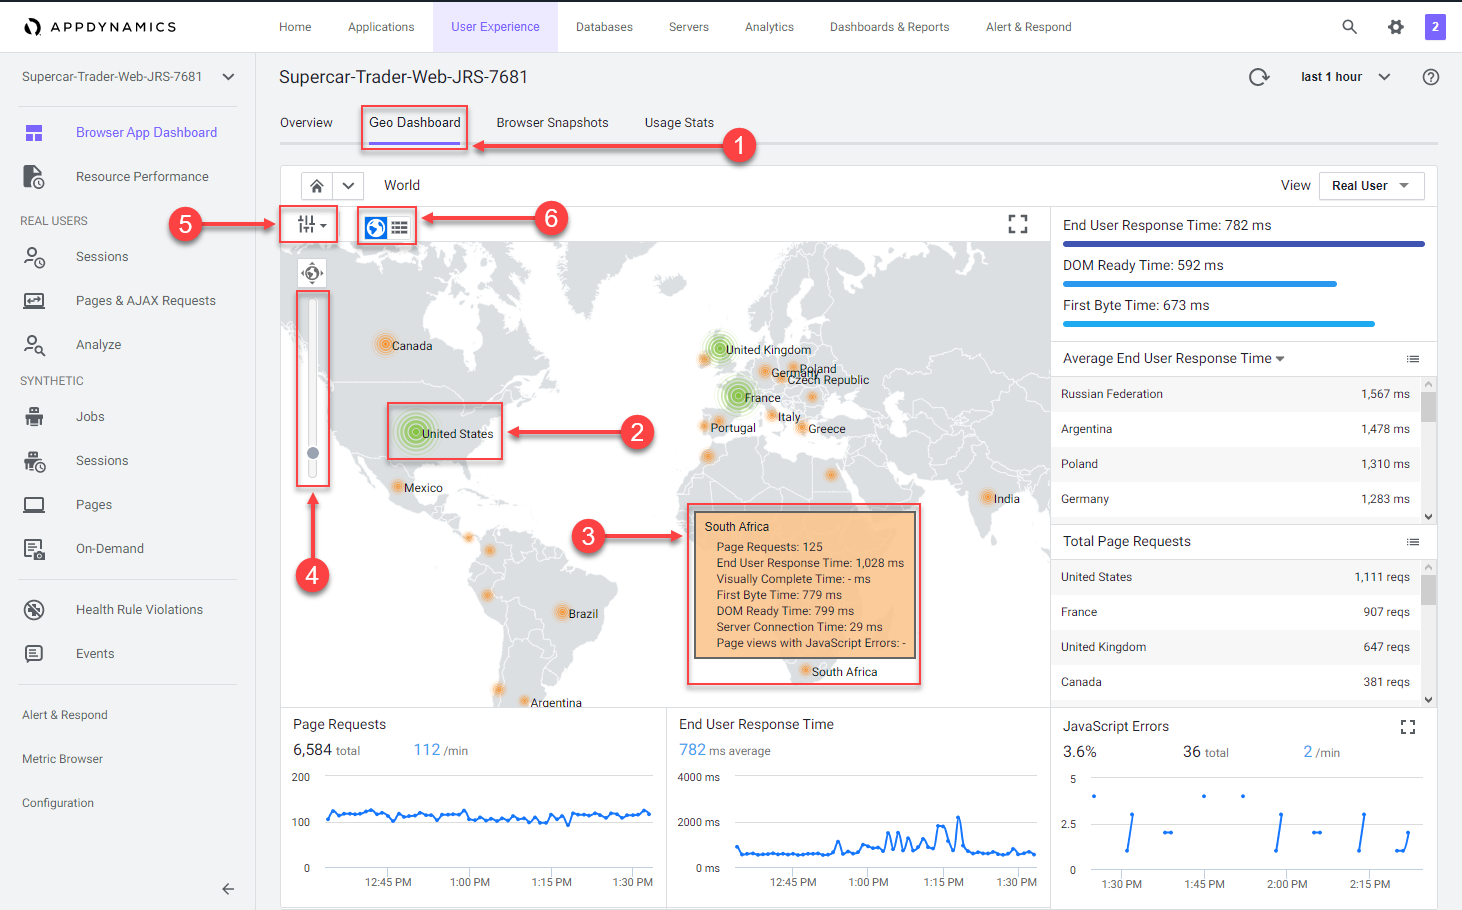 APPDYNAMICS
Home
Applications
User Experience
Databases
Servers
Analytics
Dashboards & Reports
Alert & Respond
2
Supercar-Trader-Web-JRS-7681
Supercar-Trader-Web-JRS-7681
last 1 hour
Browser App Dashboard
Resource Performance
REAL USERS
Sessions
Pages & AJAX Requests
Analyze
SYNTHETIC
Jobs
Sessions
Pages
On-Demand
Health Rule Violations
Events
Alert & Respond
Metric Browser
Configuration
Overview
Geo Dashboard
Browser Snapshots
Usage Stats
1
World
View
Real User
5
6
Canada
United Kingdom
Poland
Germany
Czech Republic
France
Italy
Portugal
Greece
United States
2
Mexico
India
3
4
South Africa
Page Requests: 125
End User Response Time: 1,028 ms
Visually Complete Time: - ms
First Byte Time: 779 ms
DOM Ready Time: 799 ms
Server Connection Time: 29 ms
Page views with JavaScript Errors: -
Brazil
South Africa
Argentina
End User Response Time: 782 ms
DOM Ready Time: 592 ms
First Byte Time: 673 ms
Average End User Response Time
Russian Federation 1,567 ms
Argentina 1,478 ms
Poland 1,310 ms
Germany 1,283 ms
Total Page Requests
United States 1,111 reqs
France 907 reqs
United Kingdom 647 reqs
Canada 381 reqs
Page Requests
6,584 total 112 /min
200
100
0
12:45 PM 1:00 PM 1:15 PM 1:30 PM
End User Response Time
782 ms average
4000 ms
2000 ms
0 ms
12:45 PM 1:00 PM 1:15 PM 1:30 PM
JavaScript Errors
3.6% 36 total 2 /min
5
2.5
0
1:30 PM 1:45 PM 2:00 PM 2:15 PM